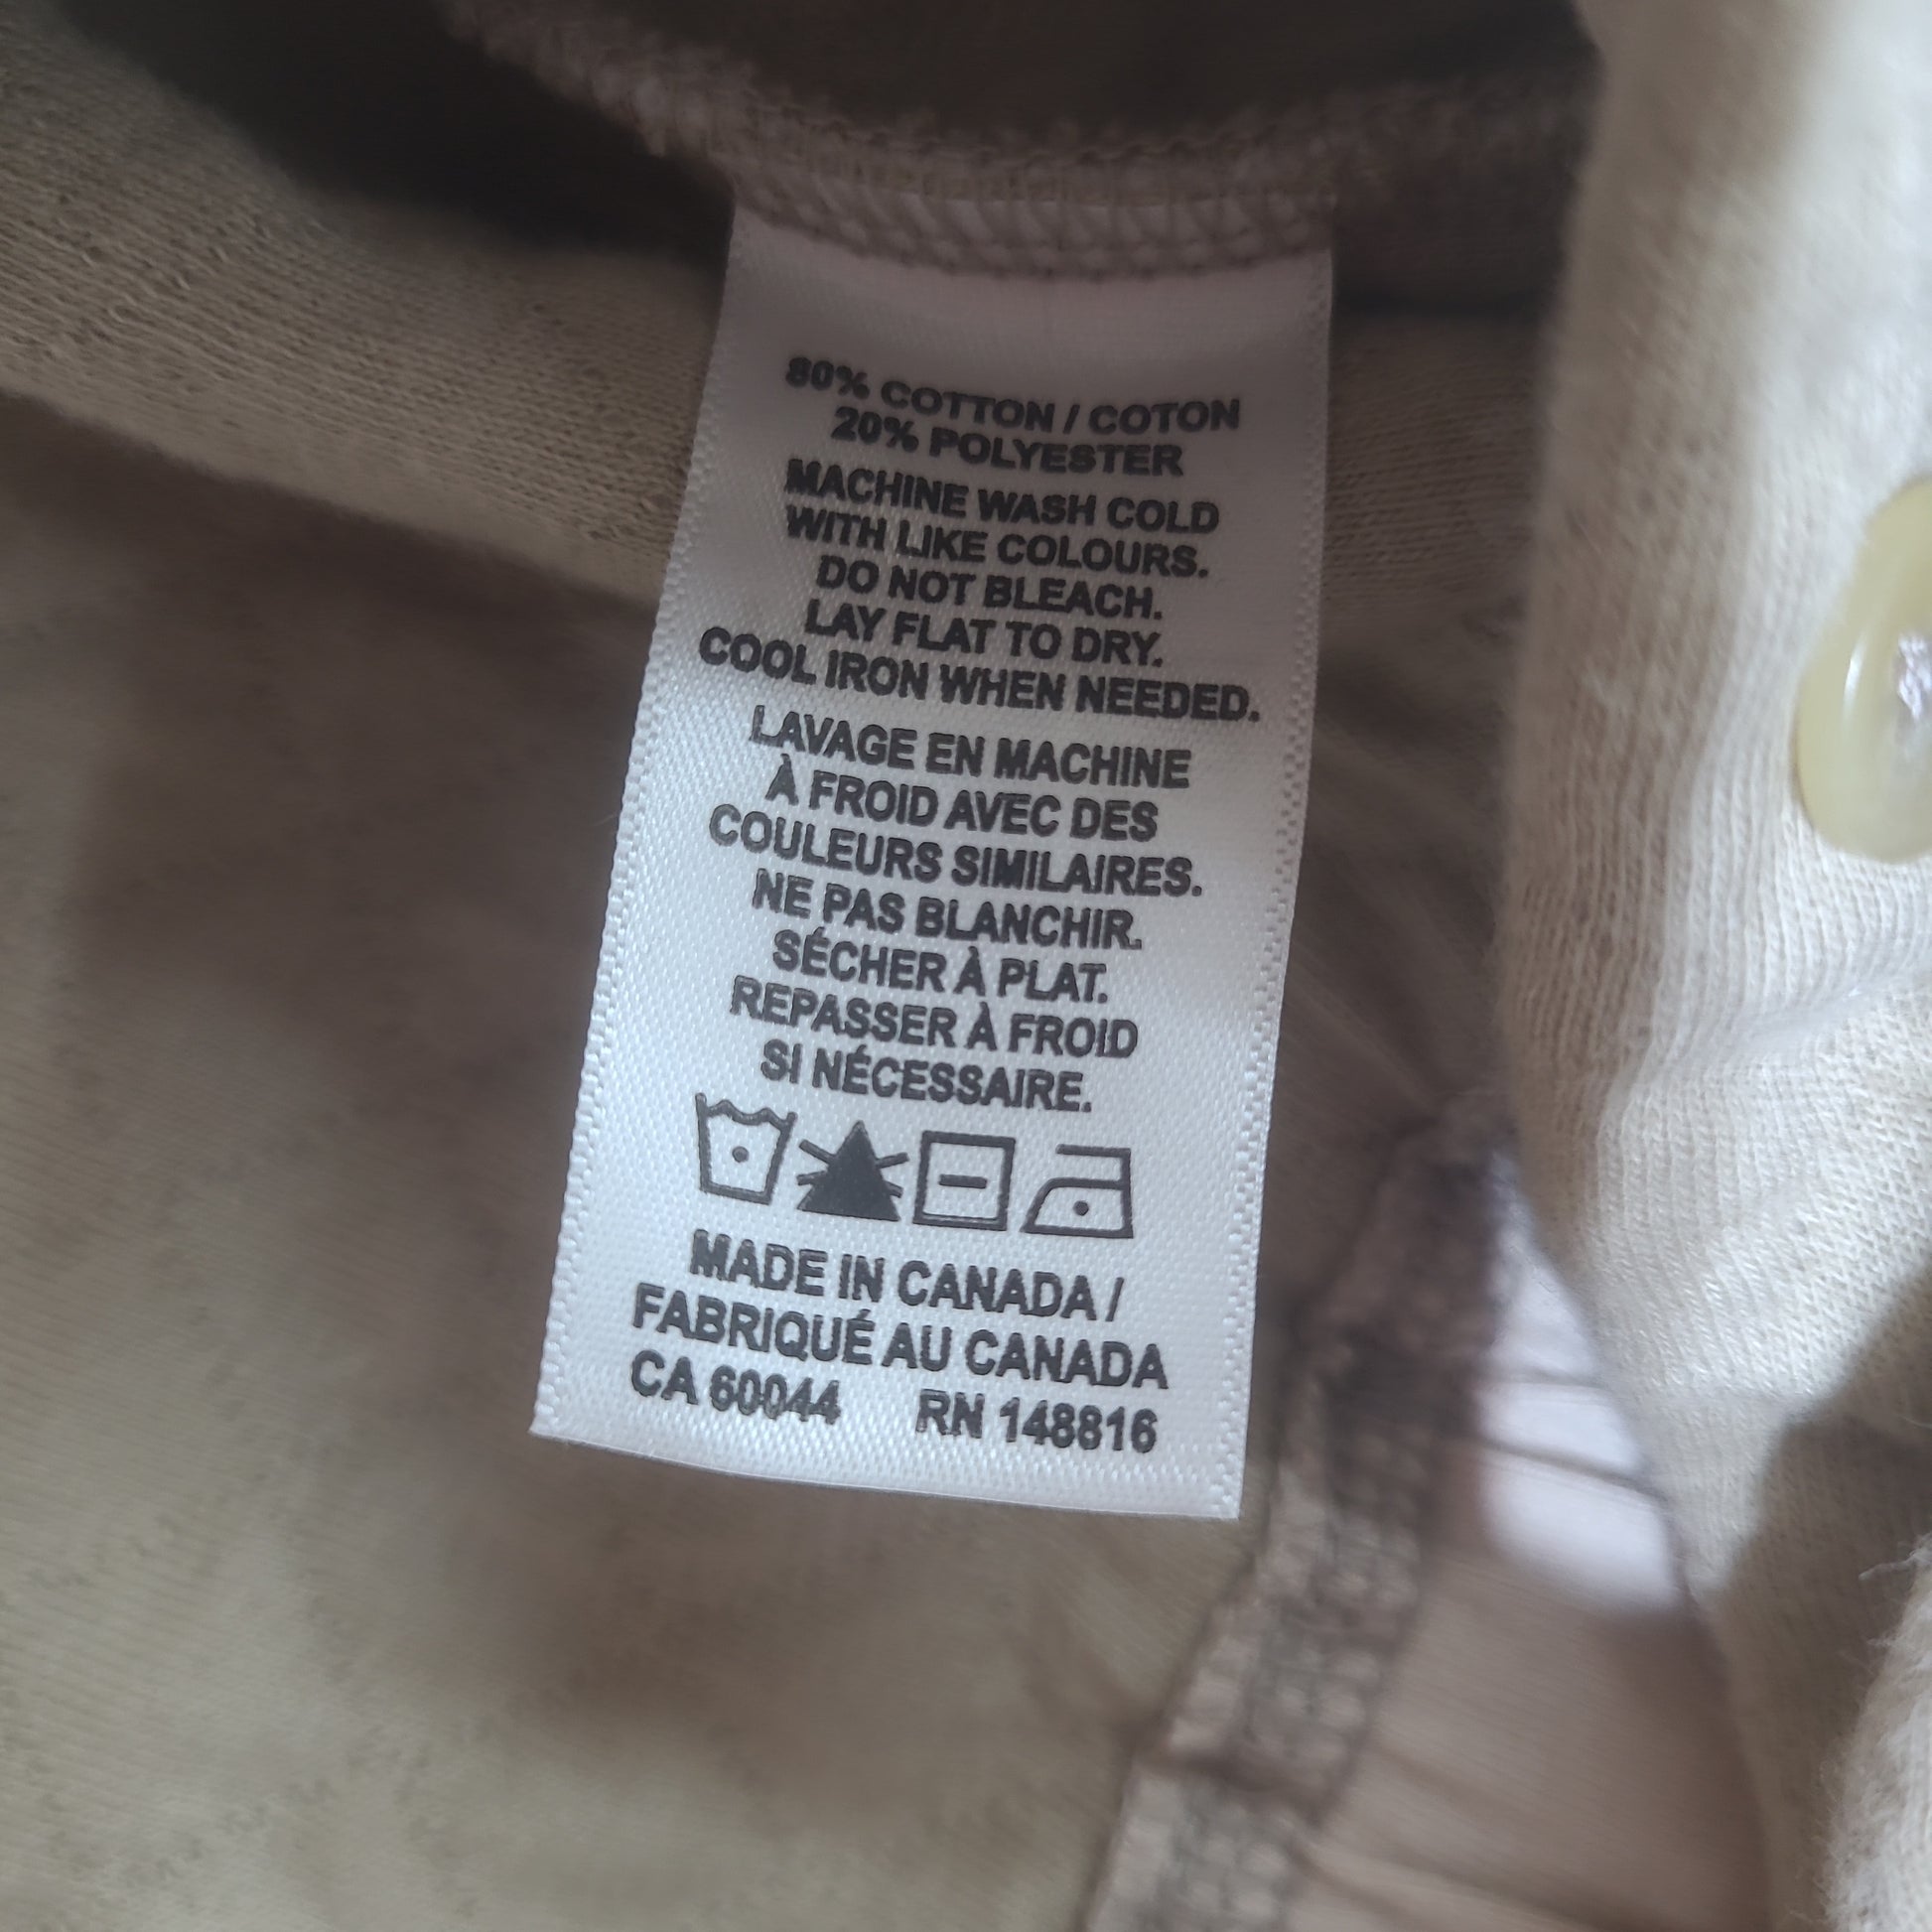 80% COTTON / COTON
20% POLYESTER
MACHINE WASH COLD
WITH LIKE COLOURS.
DO NOT BLEACH.
LAY FLAT TO DRY.
COOL IRON WHEN NEEDED.
LAVAGE EN MACHINE
À FROID AVEC DES
COULEURS SIMILAIRES.
NE PAS BLANCHIR.
SÉCHER À PLAT.
REPASSER À FROID
SI NÉCESSAIRE.
MADE IN CANADA /
FABRIQUÉ AU CANADA
CA 60044 RN 148816